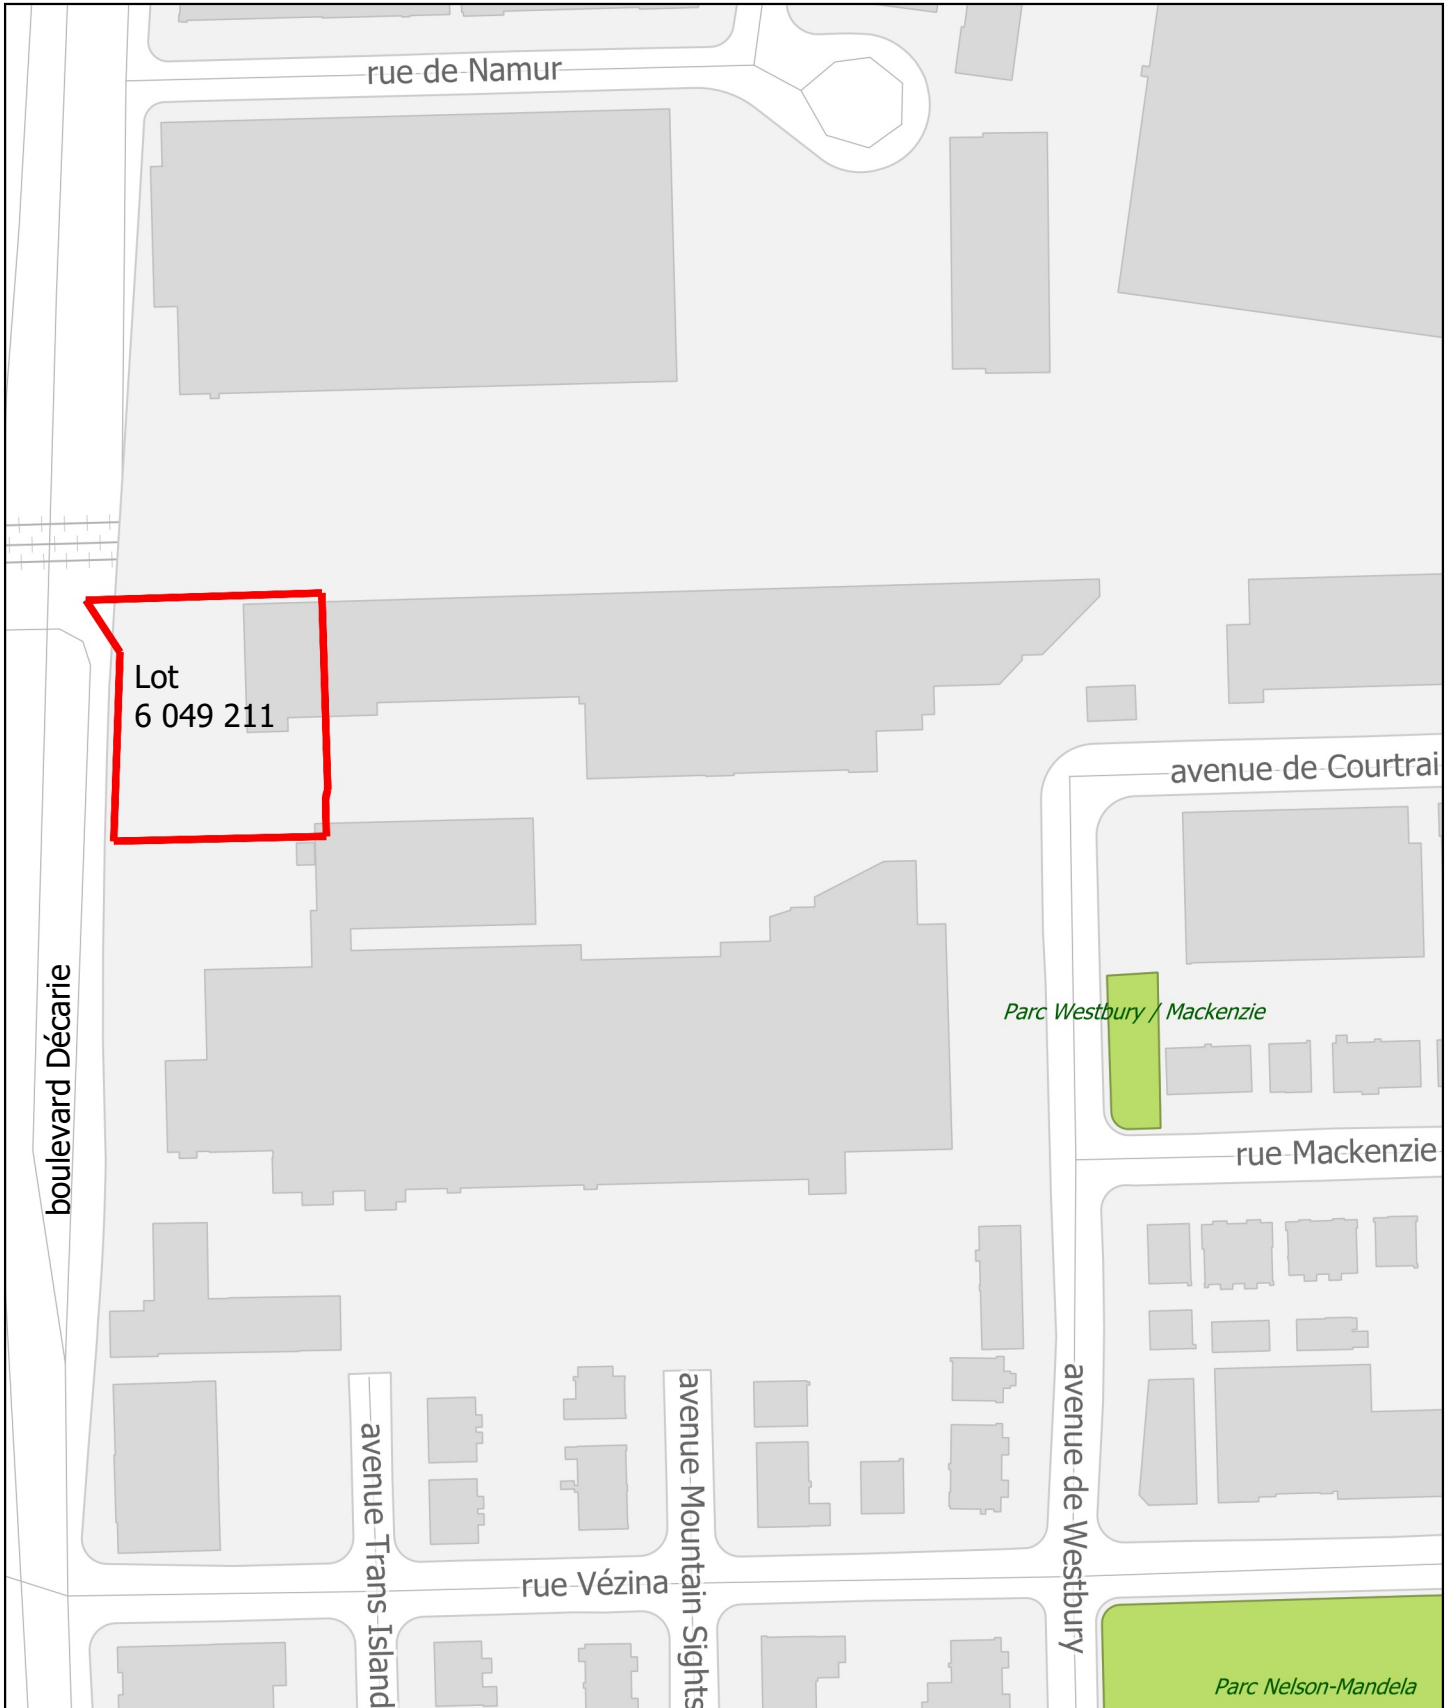 rue de Namur
Lot
6 049 211
avenue de Courtrai
boulevard Décarie
Parc Westbury / Mackenzie
rue Mackenzie
avenue Trans-Island
avenue Mountain-Sights
avenue de Westbury
rue Vézina
Parc Nelson-Mandela